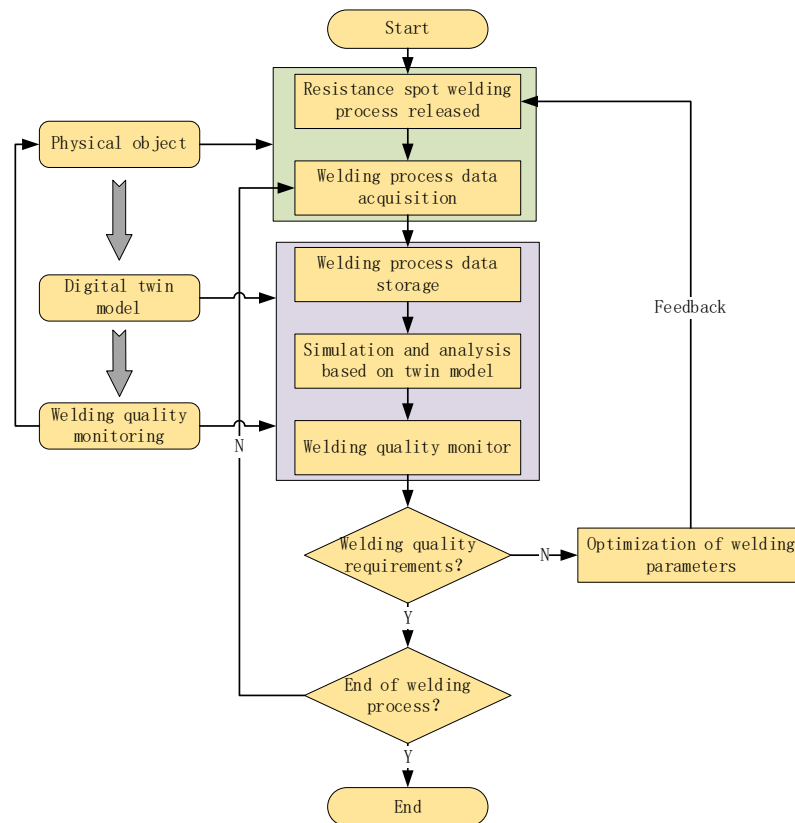 Start
Resistance spot welding
process released
Physical object
Welding process data
acquisition
Welding process data
storage
Digital twin
model
Feedback
Simulation and analysis
based on twin model
Welding quality
monitoring
Welding quality monitor
N
Welding quality
requirements?
N
Optimization of welding
parameters
Y
End of welding
process?
Y
End